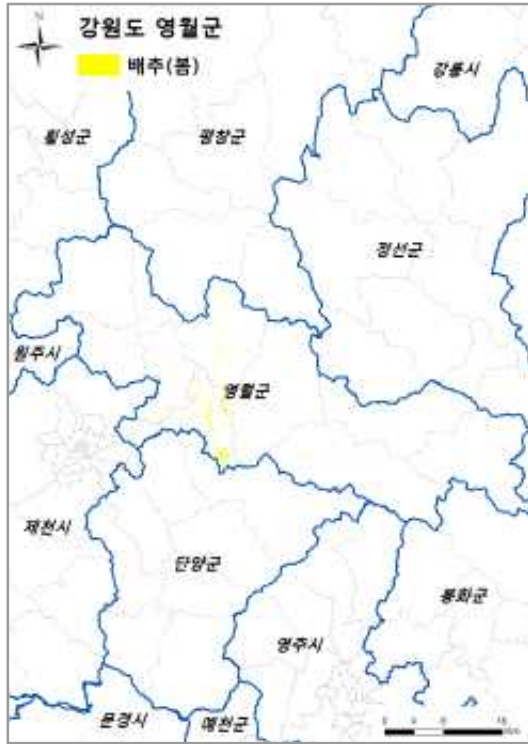 N
강원도 영월군
배추(봄)
강릉시
횡성군
평창군
정선군
원주시
영월군
제천시
단양군
봉화군
영주시
문경시
예천군